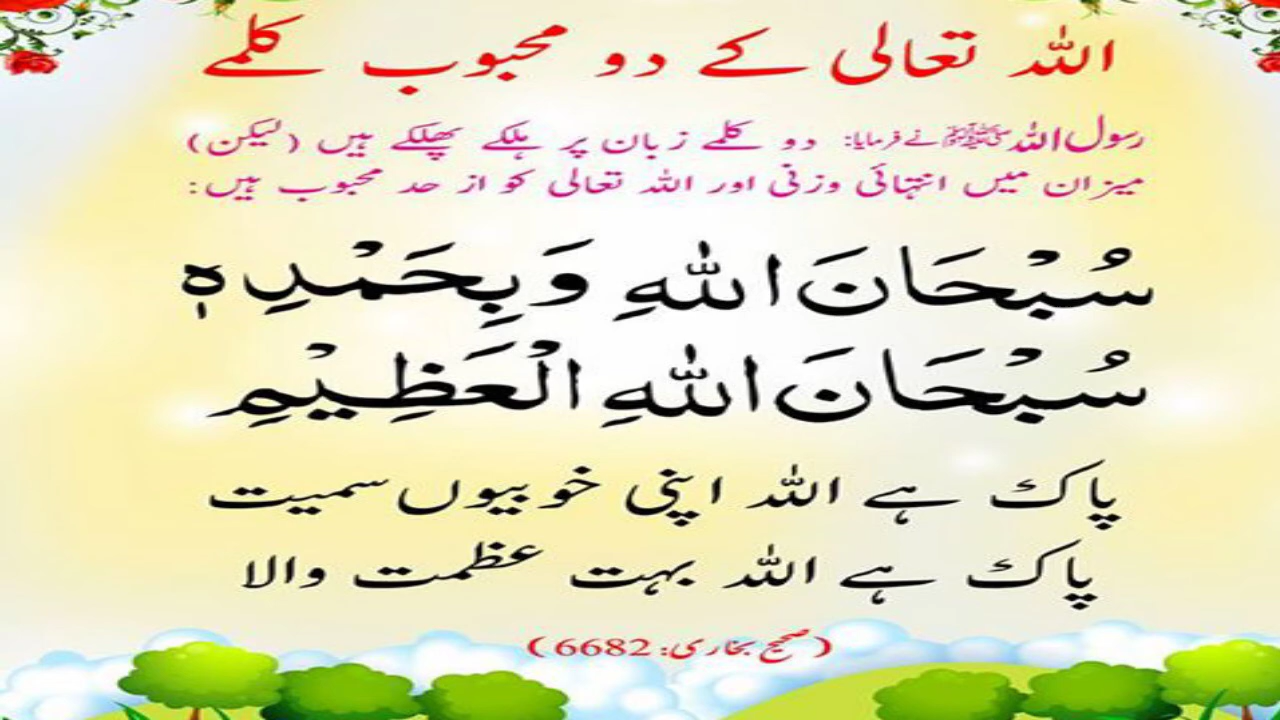 اللہ تعالی کے دو محبوب کلمے
رسول اللہ ﷺ نے فرمایا: دو کلمے زبان پر ہلکے پھلکے ہیں (لیکن)
میزان میں انتہائی وزنی اور اللہ تعالی کو از حد محبوب ہیں:
سُبْحَانَ اللّٰهِ وَبِحَمْدِہٖ
سُبْحَانَ اللّٰهِ الْعَظِیْمِ
پاک ہے اللہ اپنی خوبیوں سمیت
پاک ہے اللہ بہت عظمت والا
(صحیح بخاری: 6682)